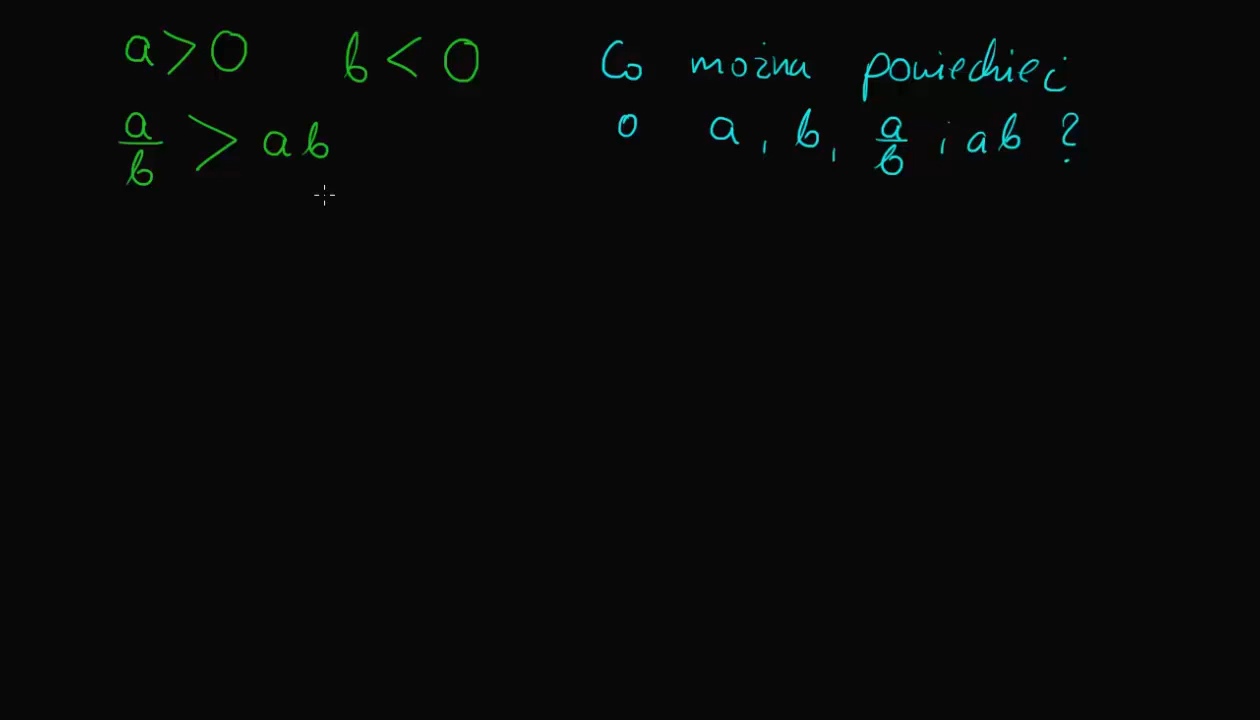 a > 0 b < 0
a/b > ab
Co można powiedzieć
o a, b, a/b i ab ?